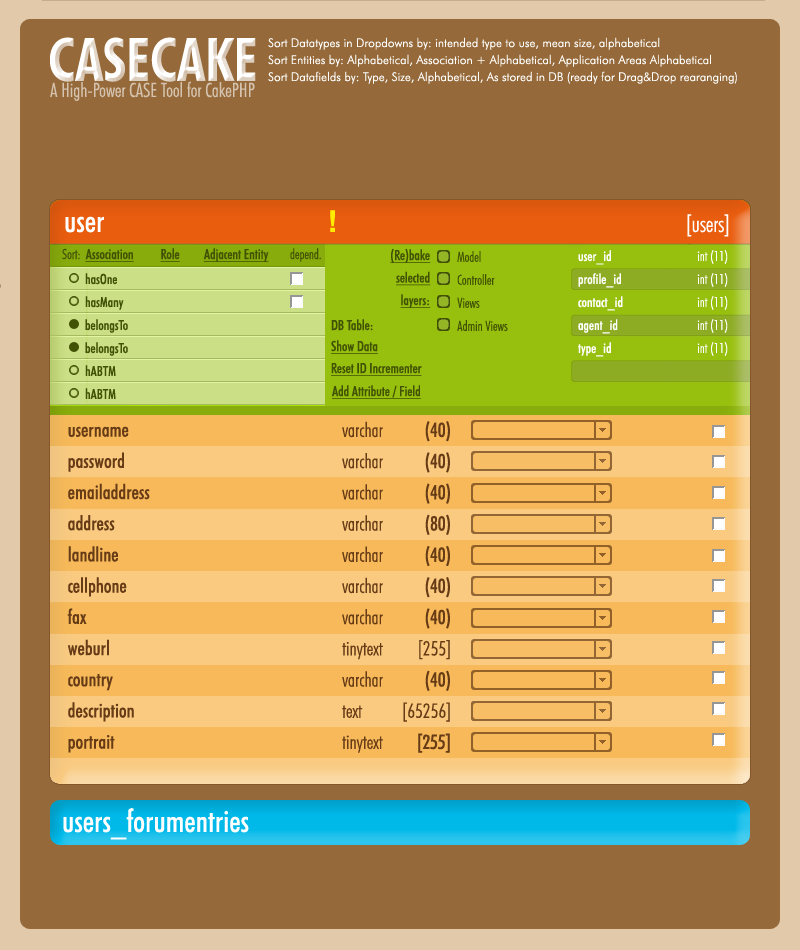 CASECAKE
A High-Power CASE Tool for CakePHP
Sort Datatypes in Dropdowns by: intended type to use, mean size, alphabetical
Sort Entities by: Alphabetical, Association + Alphabetical, Application Areas Alphabetical
Sort Datafields by: Type, Size, Alphabetical, As stored in DB (ready for Drag&Drop rearanging)
user ! [users]
Sort: Association Role Adjacent Entity depend.
hasOne
hasMany
belongsTo
belongsTo
hABTM
hABTM
(Re)bake Model
selected Controller
layers: Views
DB Table: Admin Views
Show Data
Reset ID Incrementer
Add Attribute / Field
user_id int (11)
profile_id int (11)
contact_id int (11)
agent_id int (11)
type_id int (11)
username varchar (40)
password varchar (40)
emailaddress varchar (40)
address varchar (80)
landline varchar (40)
cellphone varchar (40)
fax varchar (40)
weburl tinytext [255]
country varchar (40)
description text [65256]
portrait tinytext [255]
users_forumentries